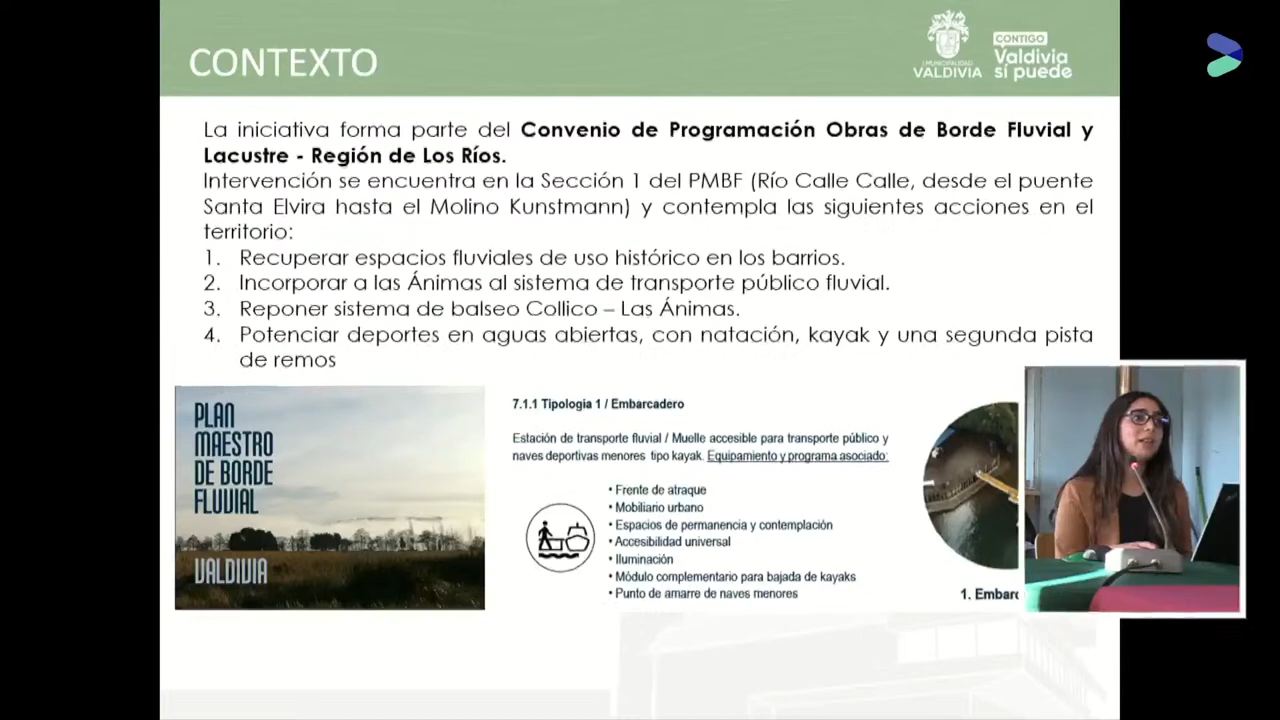 CONTEXTO
I. MUNICIPALIDAD
VALDIVIA
CONTIGO
Valdivia
sí puede
La iniciativa forma parte del Convenio de Programación Obras de Borde Fluvial y
Lacustre - Región de Los Ríos.
Intervención se encuentra en la Sección 1 del PMBF (Río Calle Calle, desde el puente
Santa Elvira hasta el Molino Kunstmann) y contempla las siguientes acciones en el
territorio:
1. Recuperar espacios fluviales de uso histórico en los barrios.
2. Incorporar a las Ánimas al sistema de transporte público fluvial.
3. Reponer sistema de balseo Collico – Las Ánimas.
4. Potenciar deportes en aguas abiertas, con natación, kayak y una segunda pista
de remos
PLAN
MAESTRO
DE BORDE
FLUVIAL
VALDIVIA
7.1.1 Tipologia 1 / Embarcadero
Estación de transporte fluvial / Muelle accesible para transporte público y
naves deportivas menores tipo kayak. Equipamiento y programa asociado:
• Frente de atraque
• Mobiliario urbano
• Espacios de permanencia y contemplación
• Accesibilidad universal
• Iluminación
• Módulo complementario para bajada de kayaks
• Punto de amarre de naves menores
1. Embarc